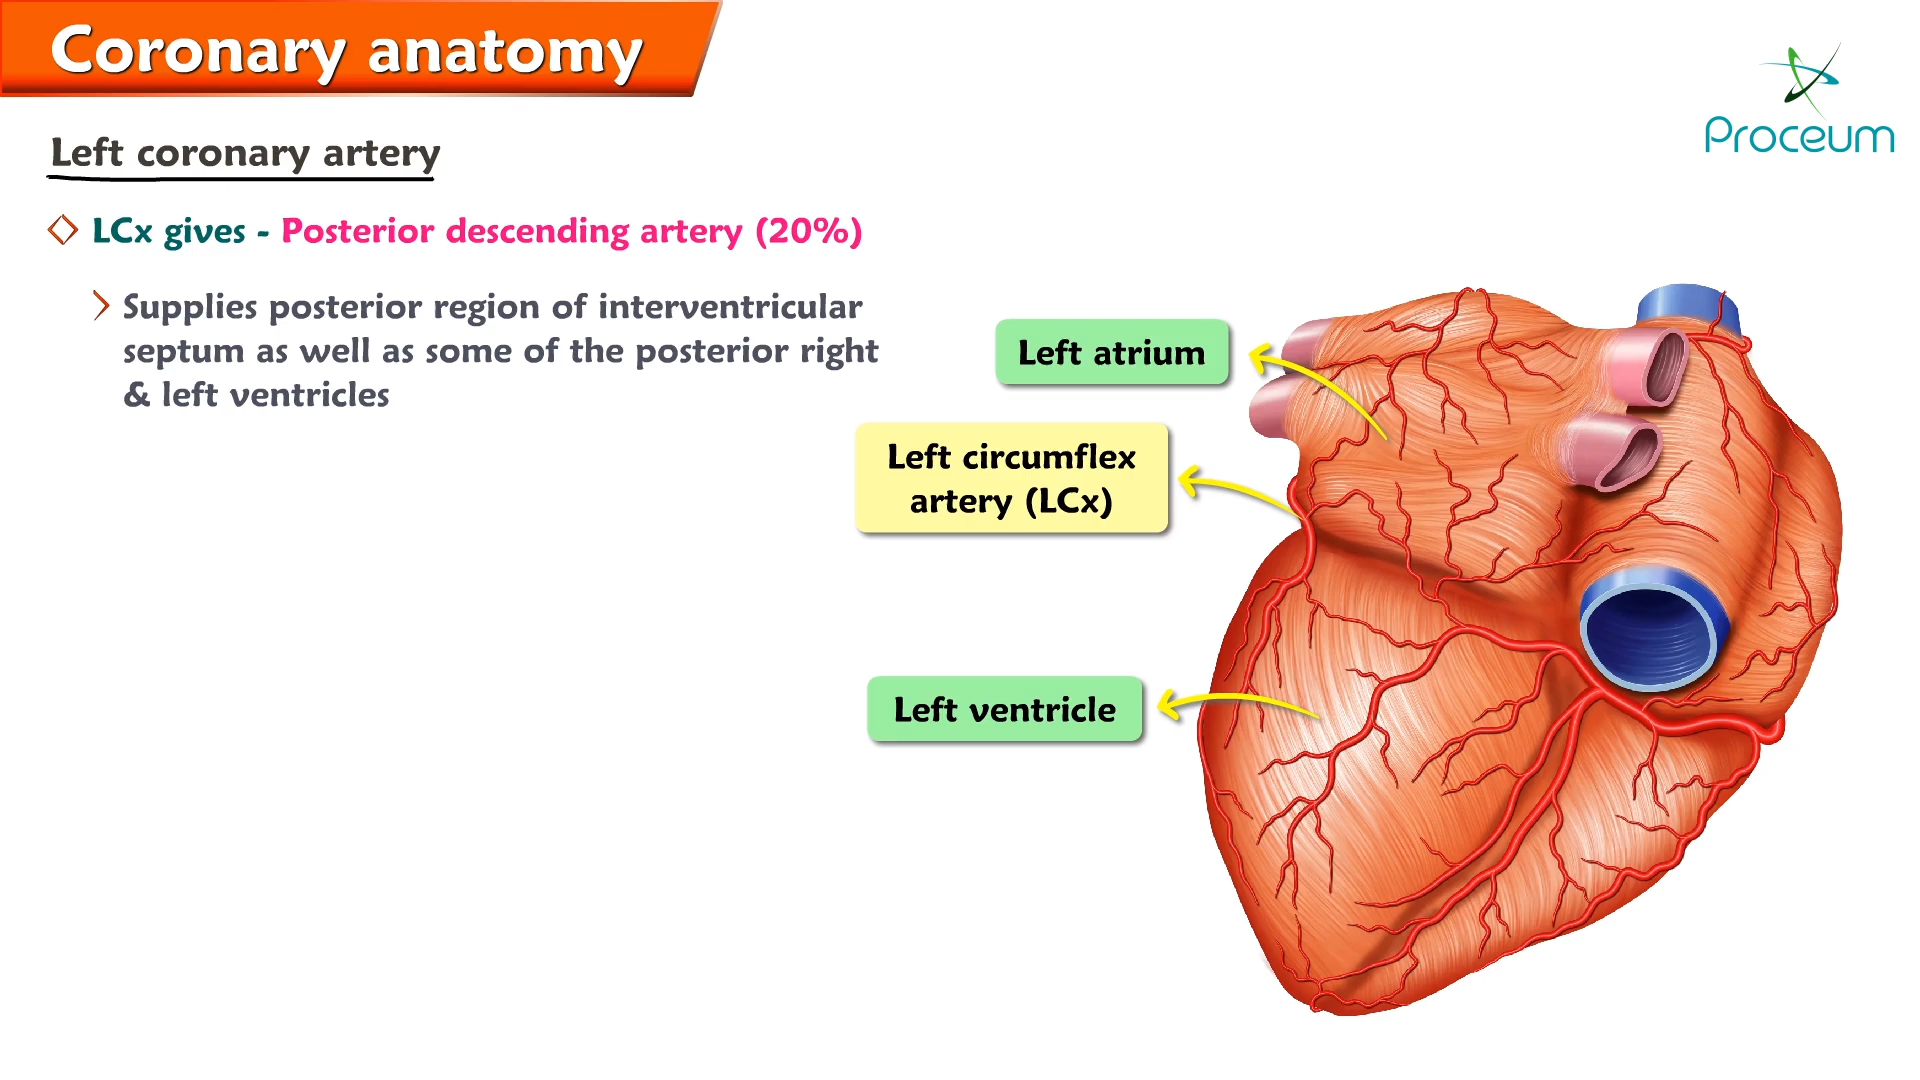 Coronary anatomy
Proceum
Left coronary artery
LCx gives - Posterior descending artery (20%)
Supplies posterior region of interventricular
septum as well as some of the posterior right
& left ventricles
Left atrium
Left circumflex
artery (LCx)
Left ventricle